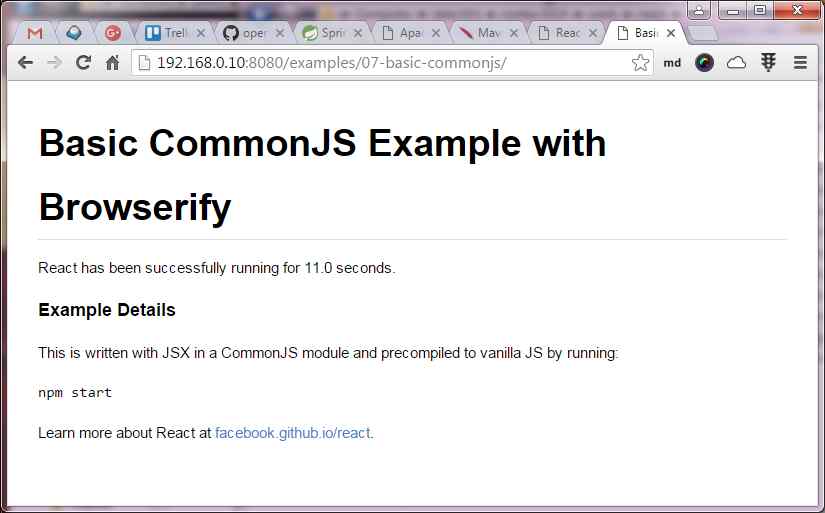 Trell
oper
Sprin
Apac
Mav
Reac
Basic
192.168.0.10:8080/examples/07-basic-commonjs/
md
Basic CommonJS Example with
Browserify
React has been successfully running for 11.0 seconds.
Example Details
This is written with JSX in a CommonJS module and precompiled to vanilla JS by running:
npm start
Learn more about React at facebook.github.io/react.